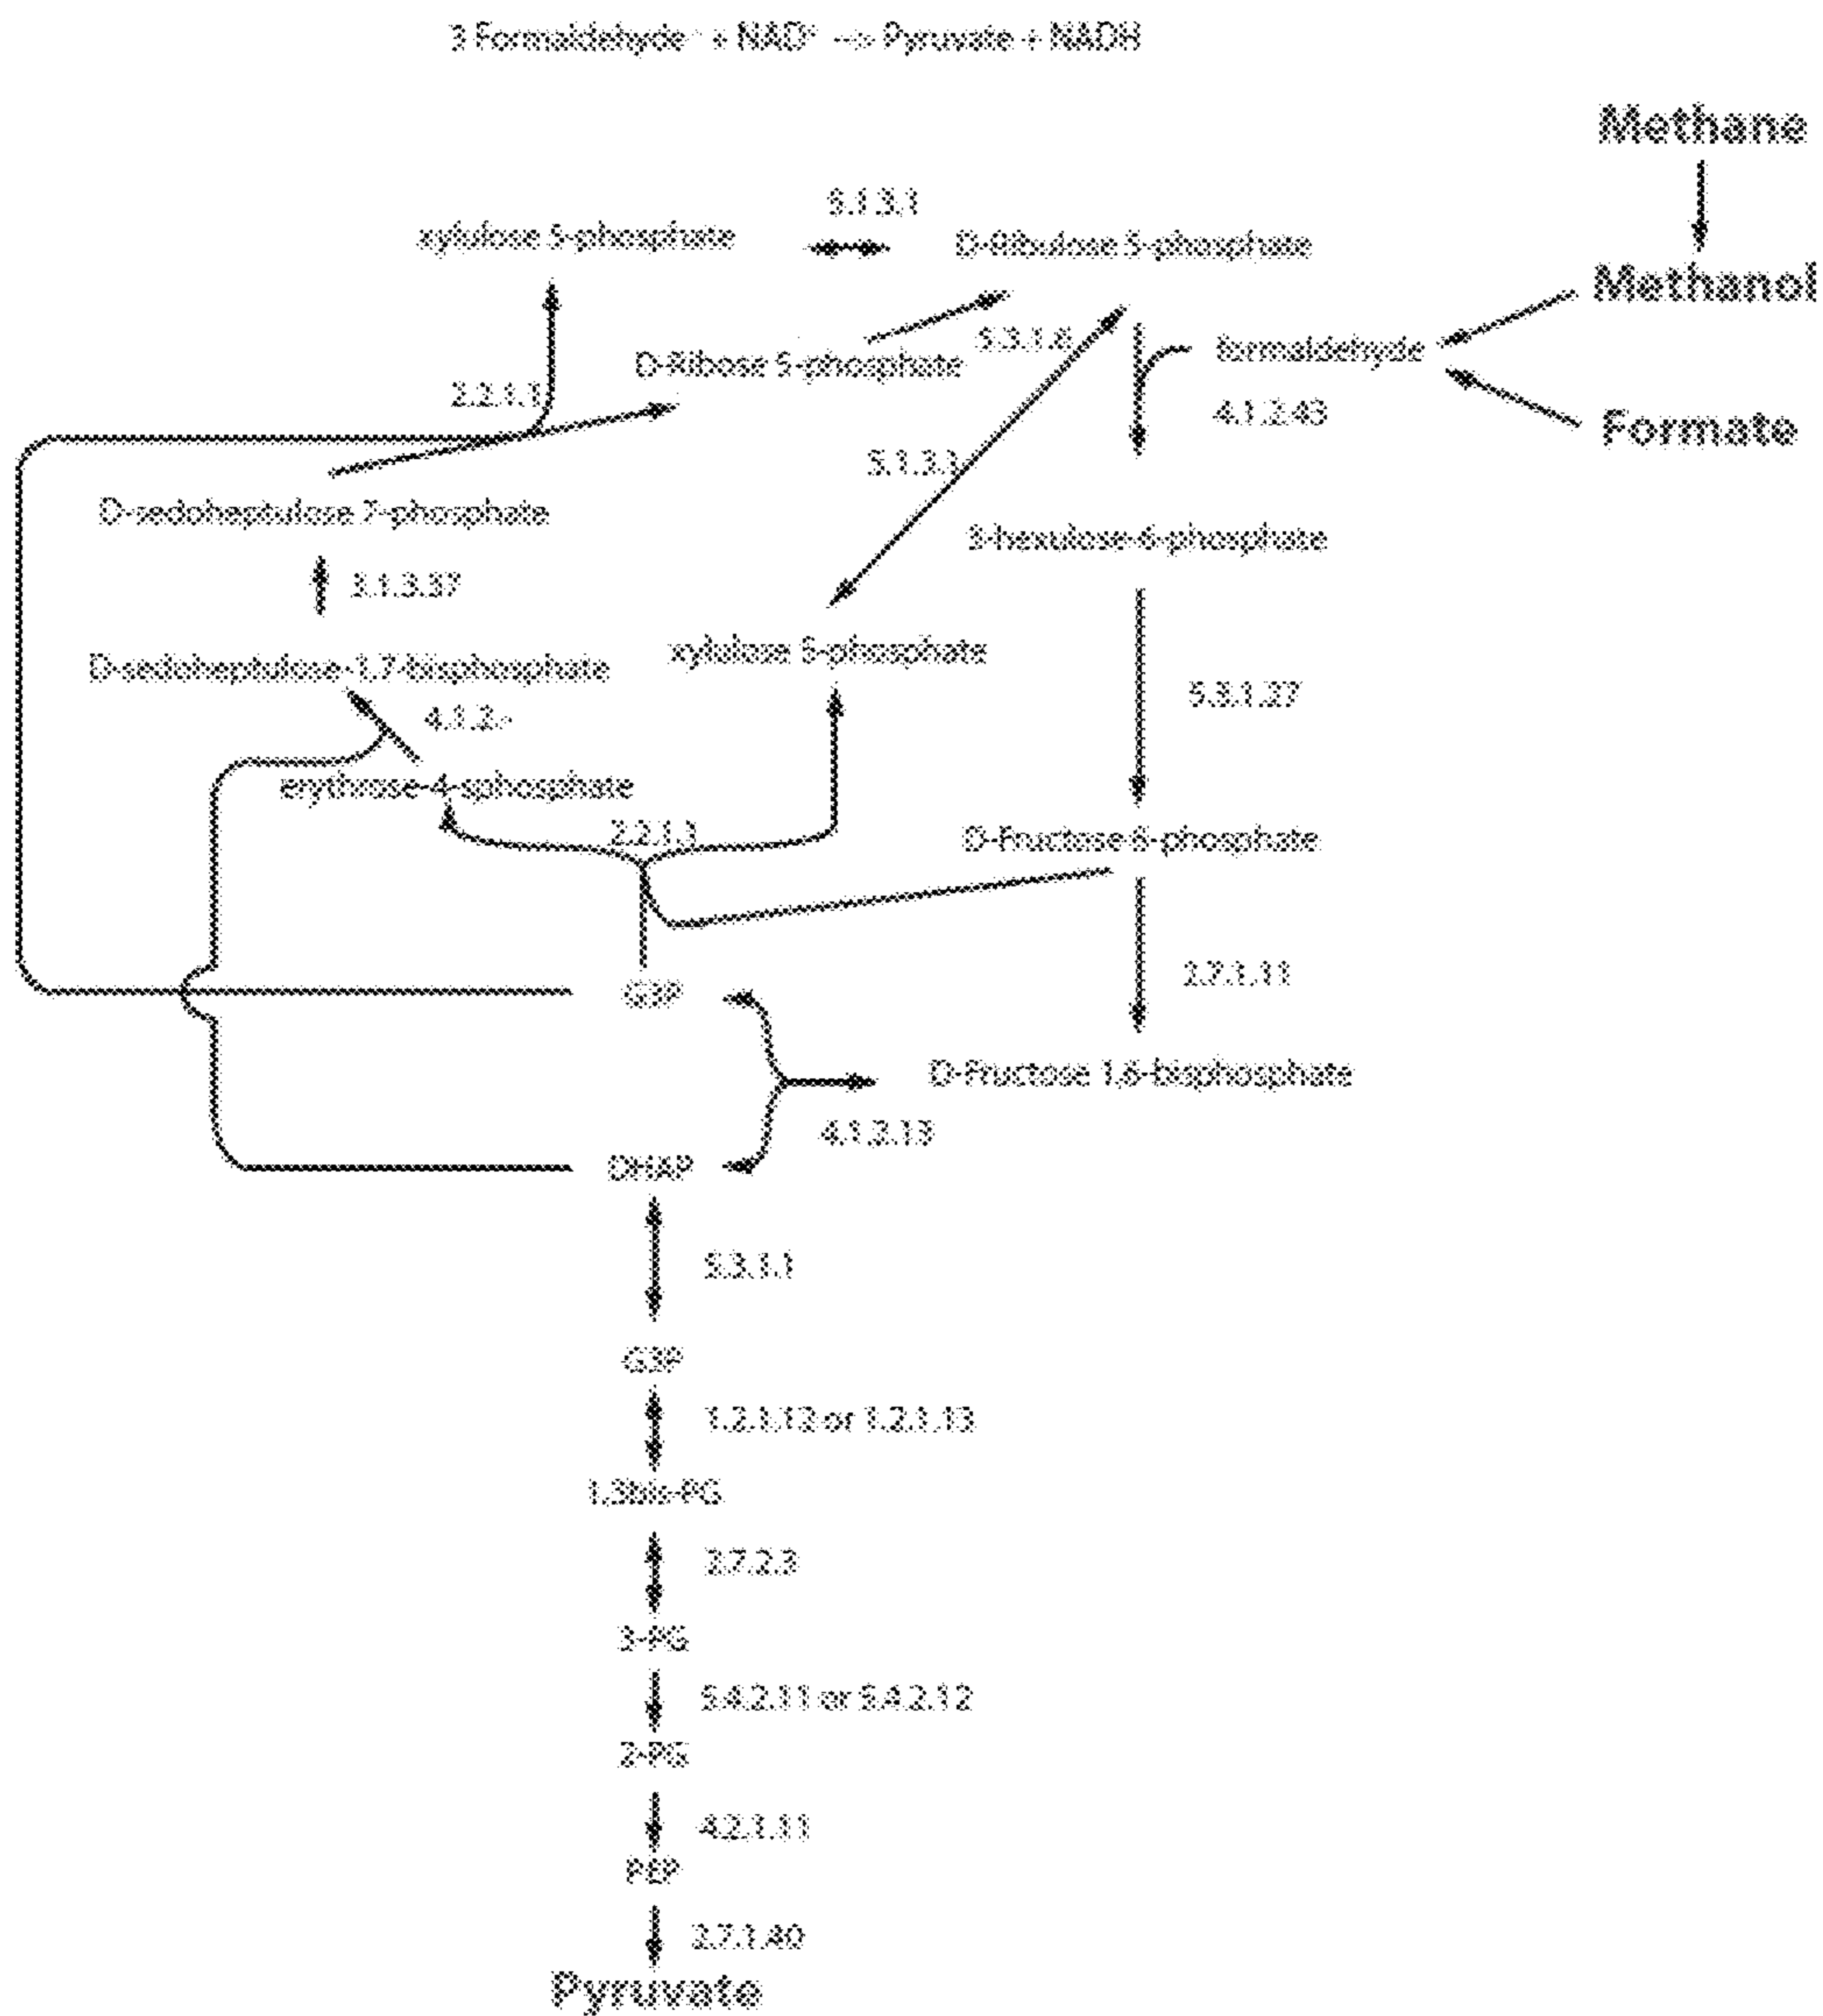 3 Formaldehyde + NAD⁺ --> Pyruvate + NADH
Methane
5.1.3.1
xylulose 5-phosphate
D-Ribulose 5-phosphate
Methanol
5.3.1.6
formaldehyde
D-Ribose 5-phosphate
2.2.1.1
4.1.2.43
Formate
5.1.3.1
D-sedoheptulose 7-phosphate
3-hexulose-6-phosphate
3.1.3.37
xylulose 5-phosphate
D-sedoheptulose-1,7-bisphosphate
5.3.1.27
4.1.2.-
erythrose-4-sphosphate
2.2.1.1
D-Fructose 6-phosphate
2.7.1.11
G3P
D-Fructose 1,6-bisphosphate
4.1.2.13
DHAP
5.3.1.1
G3P
1.2.1.12 or 1.2.1.13
1,3bis-PG
2.7.2.3
3-PG
5.4.2.11 or 5.4.2.12
2-PG
4.2.1.11
PEP
2.7.1.40
Pyruvate